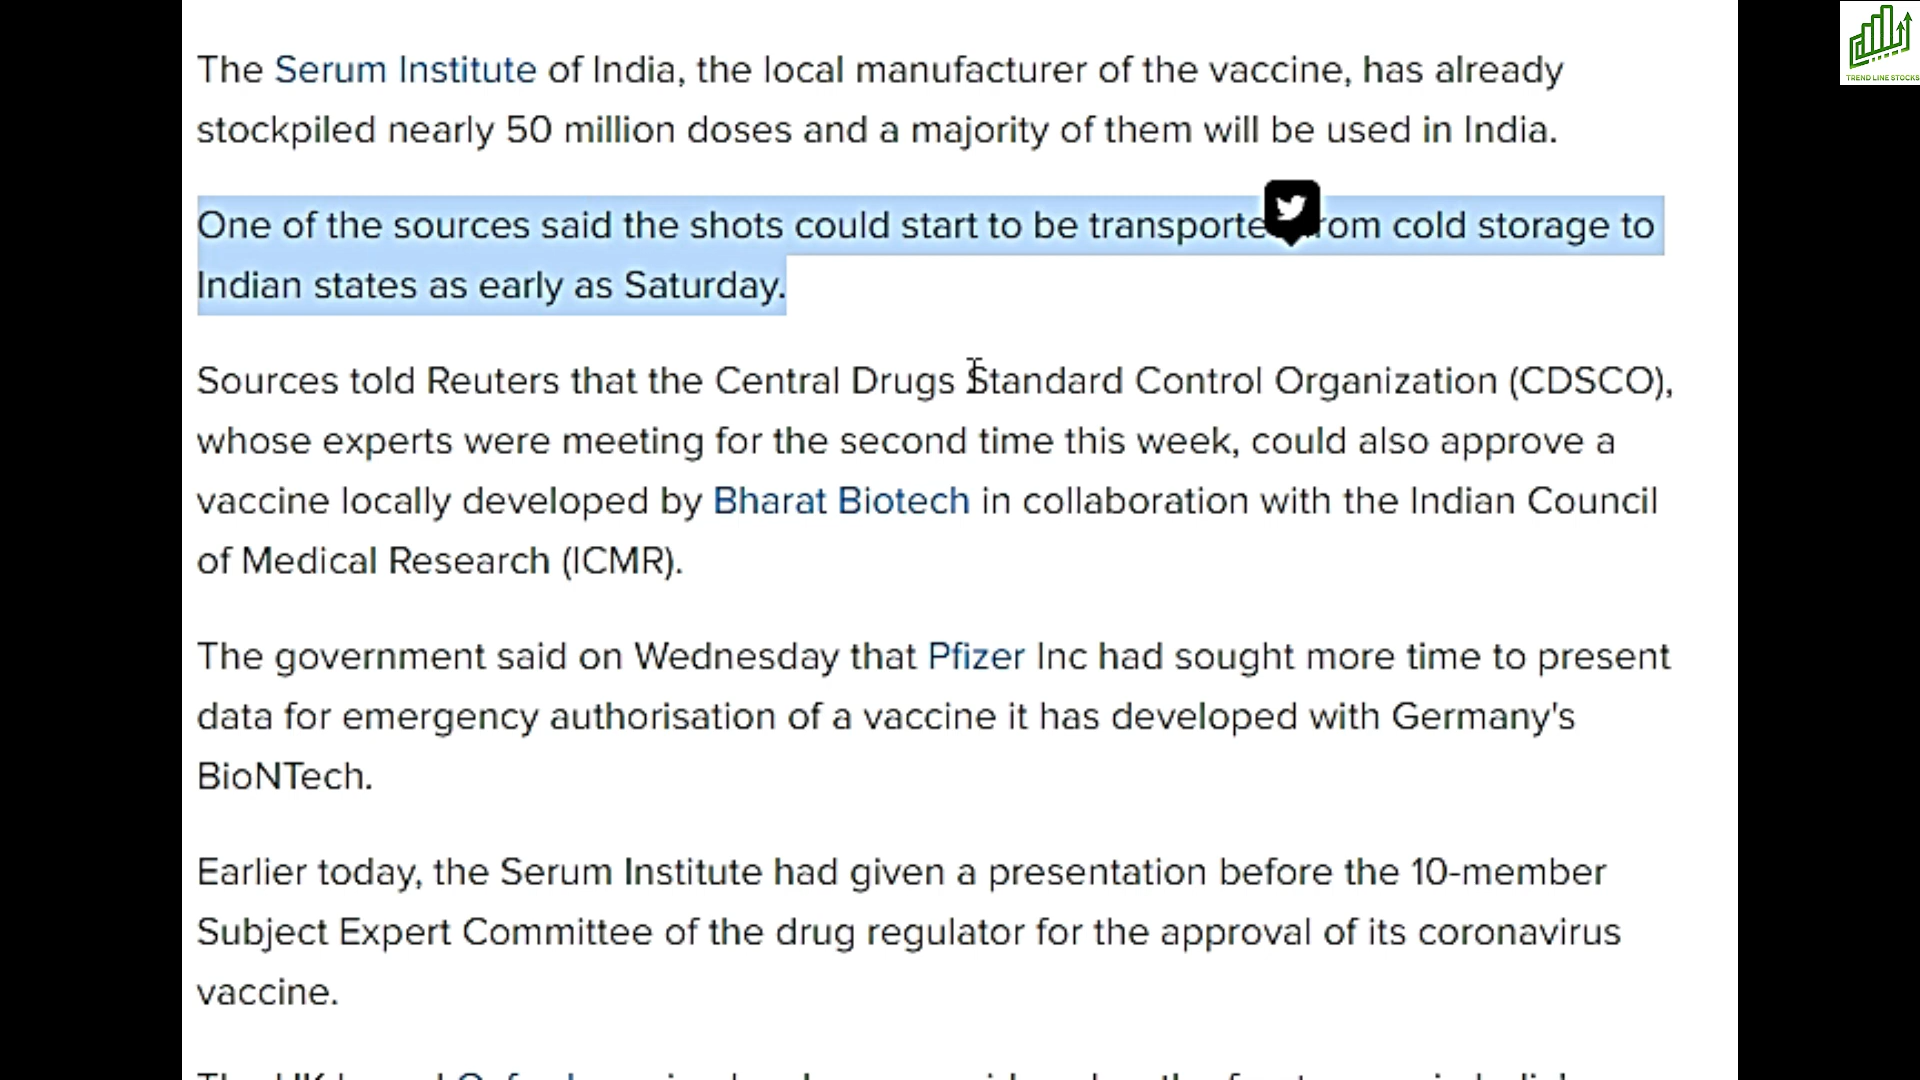 TREND LINE STOCKS
The Serum Institute of India, the local manufacturer of the vaccine, has already
stockpiled nearly 50 million doses and a majority of them will be used in India.
One of the sources said the shots could start to be transporte rom cold storage to
Indian states as early as Saturday.
Sources told Reuters that the Central Drugs Standard Control Organization (CDSCO),
whose experts were meeting for the second time this week, could also approve a
vaccine locally developed by Bharat Biotech in collaboration with the Indian Council
of Medical Research (ICMR).
The government said on Wednesday that Pfizer Inc had sought more time to present
data for emergency authorisation of a vaccine it has developed with Germany's
BioNTech.
Earlier today, the Serum Institute had given a presentation before the 10-member
Subject Expert Committee of the drug regulator for the approval of its coronavirus
vaccine.